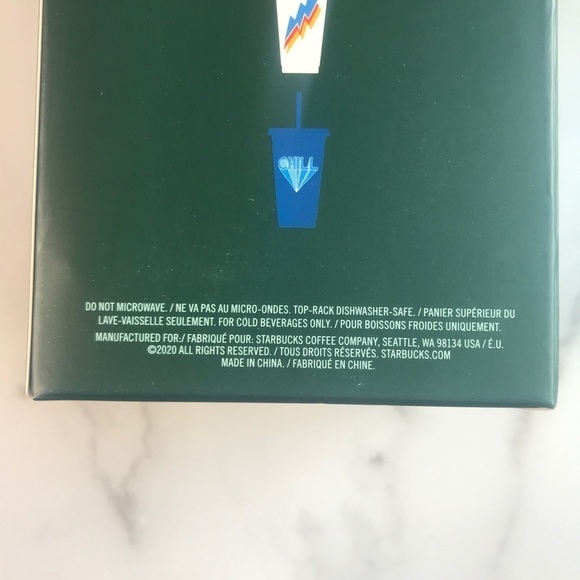 CHILL
DO NOT MICROWAVE. / NE VA PAS AU MICRO-ONDES. TOP-RACK DISHWASHER-SAFE. / PANIER SUPÉRIEUR DU
LAVE-VAISSELLE SEULEMENT. FOR COLD BEVERAGES ONLY. / POUR BOISSONS FROIDES UNIQUEMENT.
MANUFACTURED FOR:/ FABRIQUÉ POUR: STARBUCKS COFFEE COMPANY, SEATTLE, WA 98134 USA / É.U.
©2020 ALL RIGHTS RESERVED. / TOUS DROITS RÉSERVÉS. STARBUCKS.COM
MADE IN CHINA. / FABRIQUÉ EN CHINE.